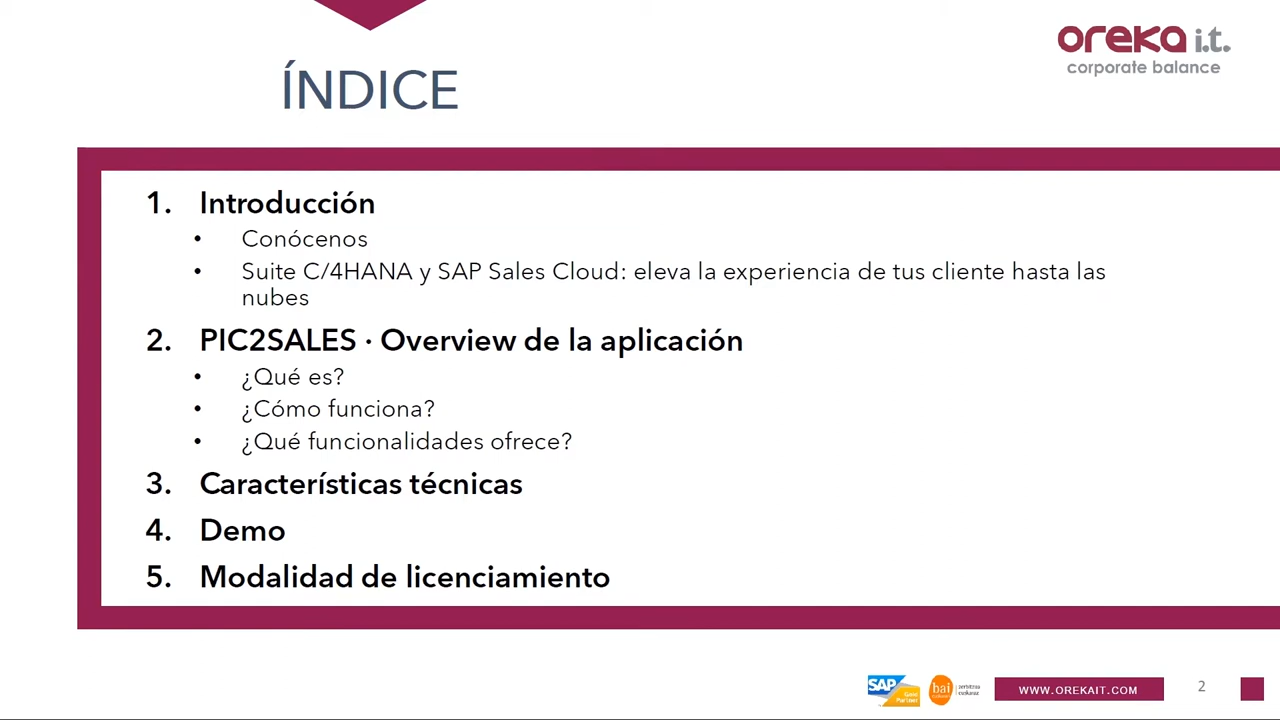 oreka i.t.
corporate balance
ÍNDICE
1. Introducción
• Conócenos
• Suite C/4HANA y SAP Sales Cloud: eleva la experiencia de tus cliente hasta las
nubes
2. PIC2SALES · Overview de la aplicación
• ¿Qué es?
• ¿Cómo funciona?
• ¿Qué funcionalidades ofrece?
3. Características técnicas
4. Demo
5. Modalidad de licenciamiento
SAP
bai
WWW.OREKAIT.COM
2